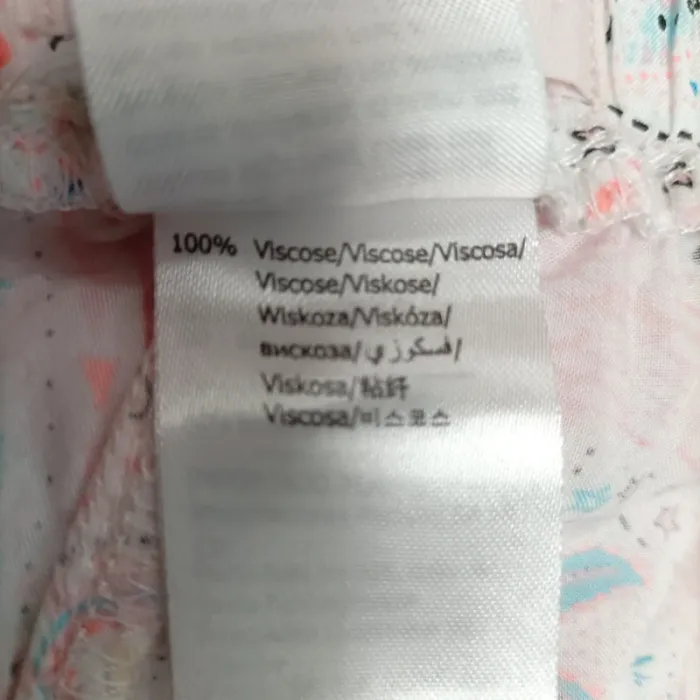 100% Viscose/Viscose/Viscosa/
Viscose/Viskose/
Wiskoza/Viskóza/
вискоза/فسكوزي/
Viskosa/粘纤
Viscosa/비스코스